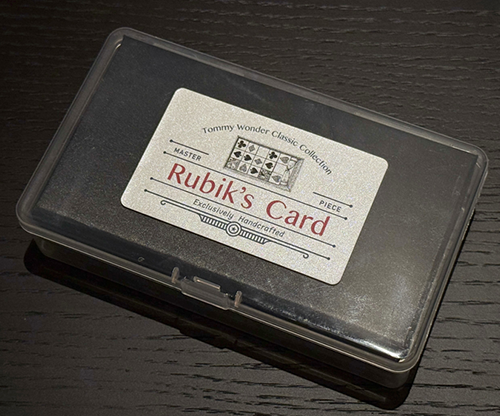 Tommy Wonder Classic Collection
MASTER
PIECE
Rubik's Card
Exclusively Handcrafted